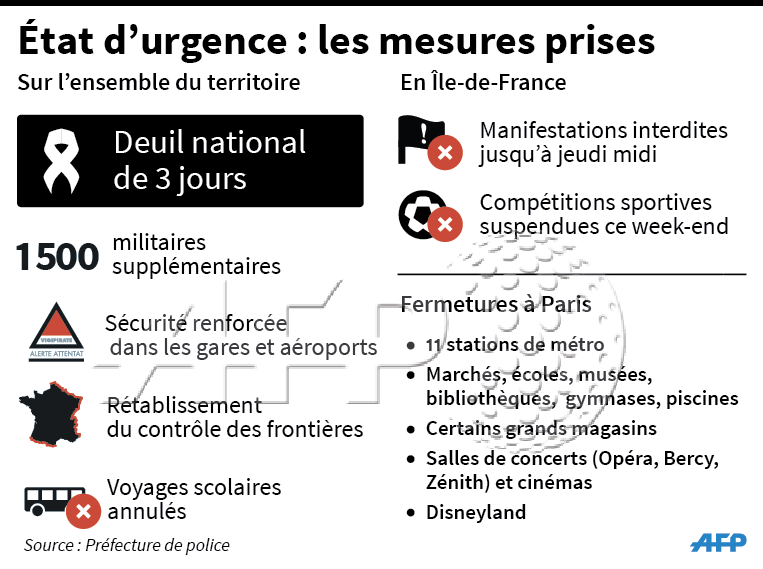 État d’urgence : les mesures prises
Sur l’ensemble du territoire
Deuil national
de 3 jours
1500 militaires
supplémentaires
VIGIPIRATE
ALERTE ATTENTAT
Sécurité renforcée
dans les gares et aéroports
Rétablissement
du contrôle des frontières
Voyages scolaires
annulés
Source : Préfecture de police
En Île-de-France
Manifestations interdites
jusqu’à jeudi midi
Compétitions sportives
suspendues ce week-end
Fermetures à Paris
• 11 stations de métro
• Marchés, écoles, musées,
bibliothèques, gymnases, piscines
• Certains grands magasins
• Salles de concerts (Opéra, Bercy,
Zénith) et cinémas
• Disneyland
AFP
AFP